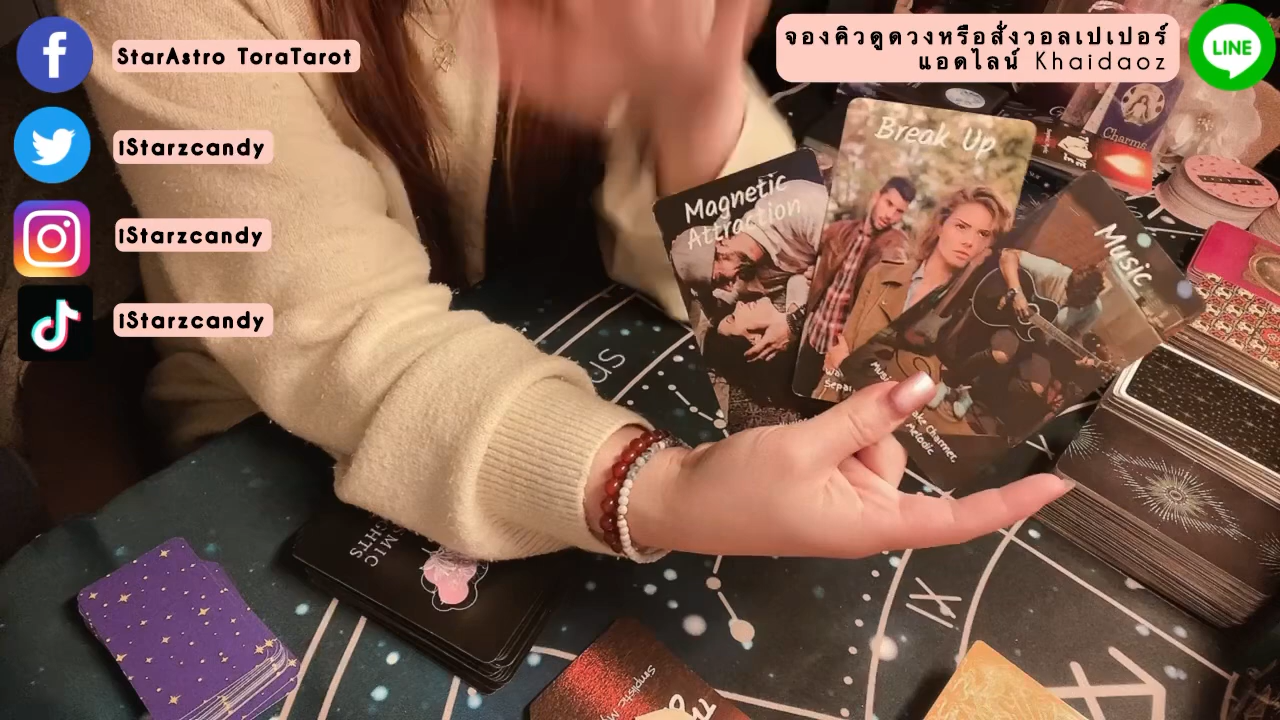 StarAstro ToraTarot
iStarzcandy
iStarzcandy
iStarzcandy
จองคิวดูดวงหรือสั่งวอลเปเปอร์
แอดไลน์ Khaidaoz
LINE
Magnetic
Attraction
Break Up
Music
Melodic
Charms